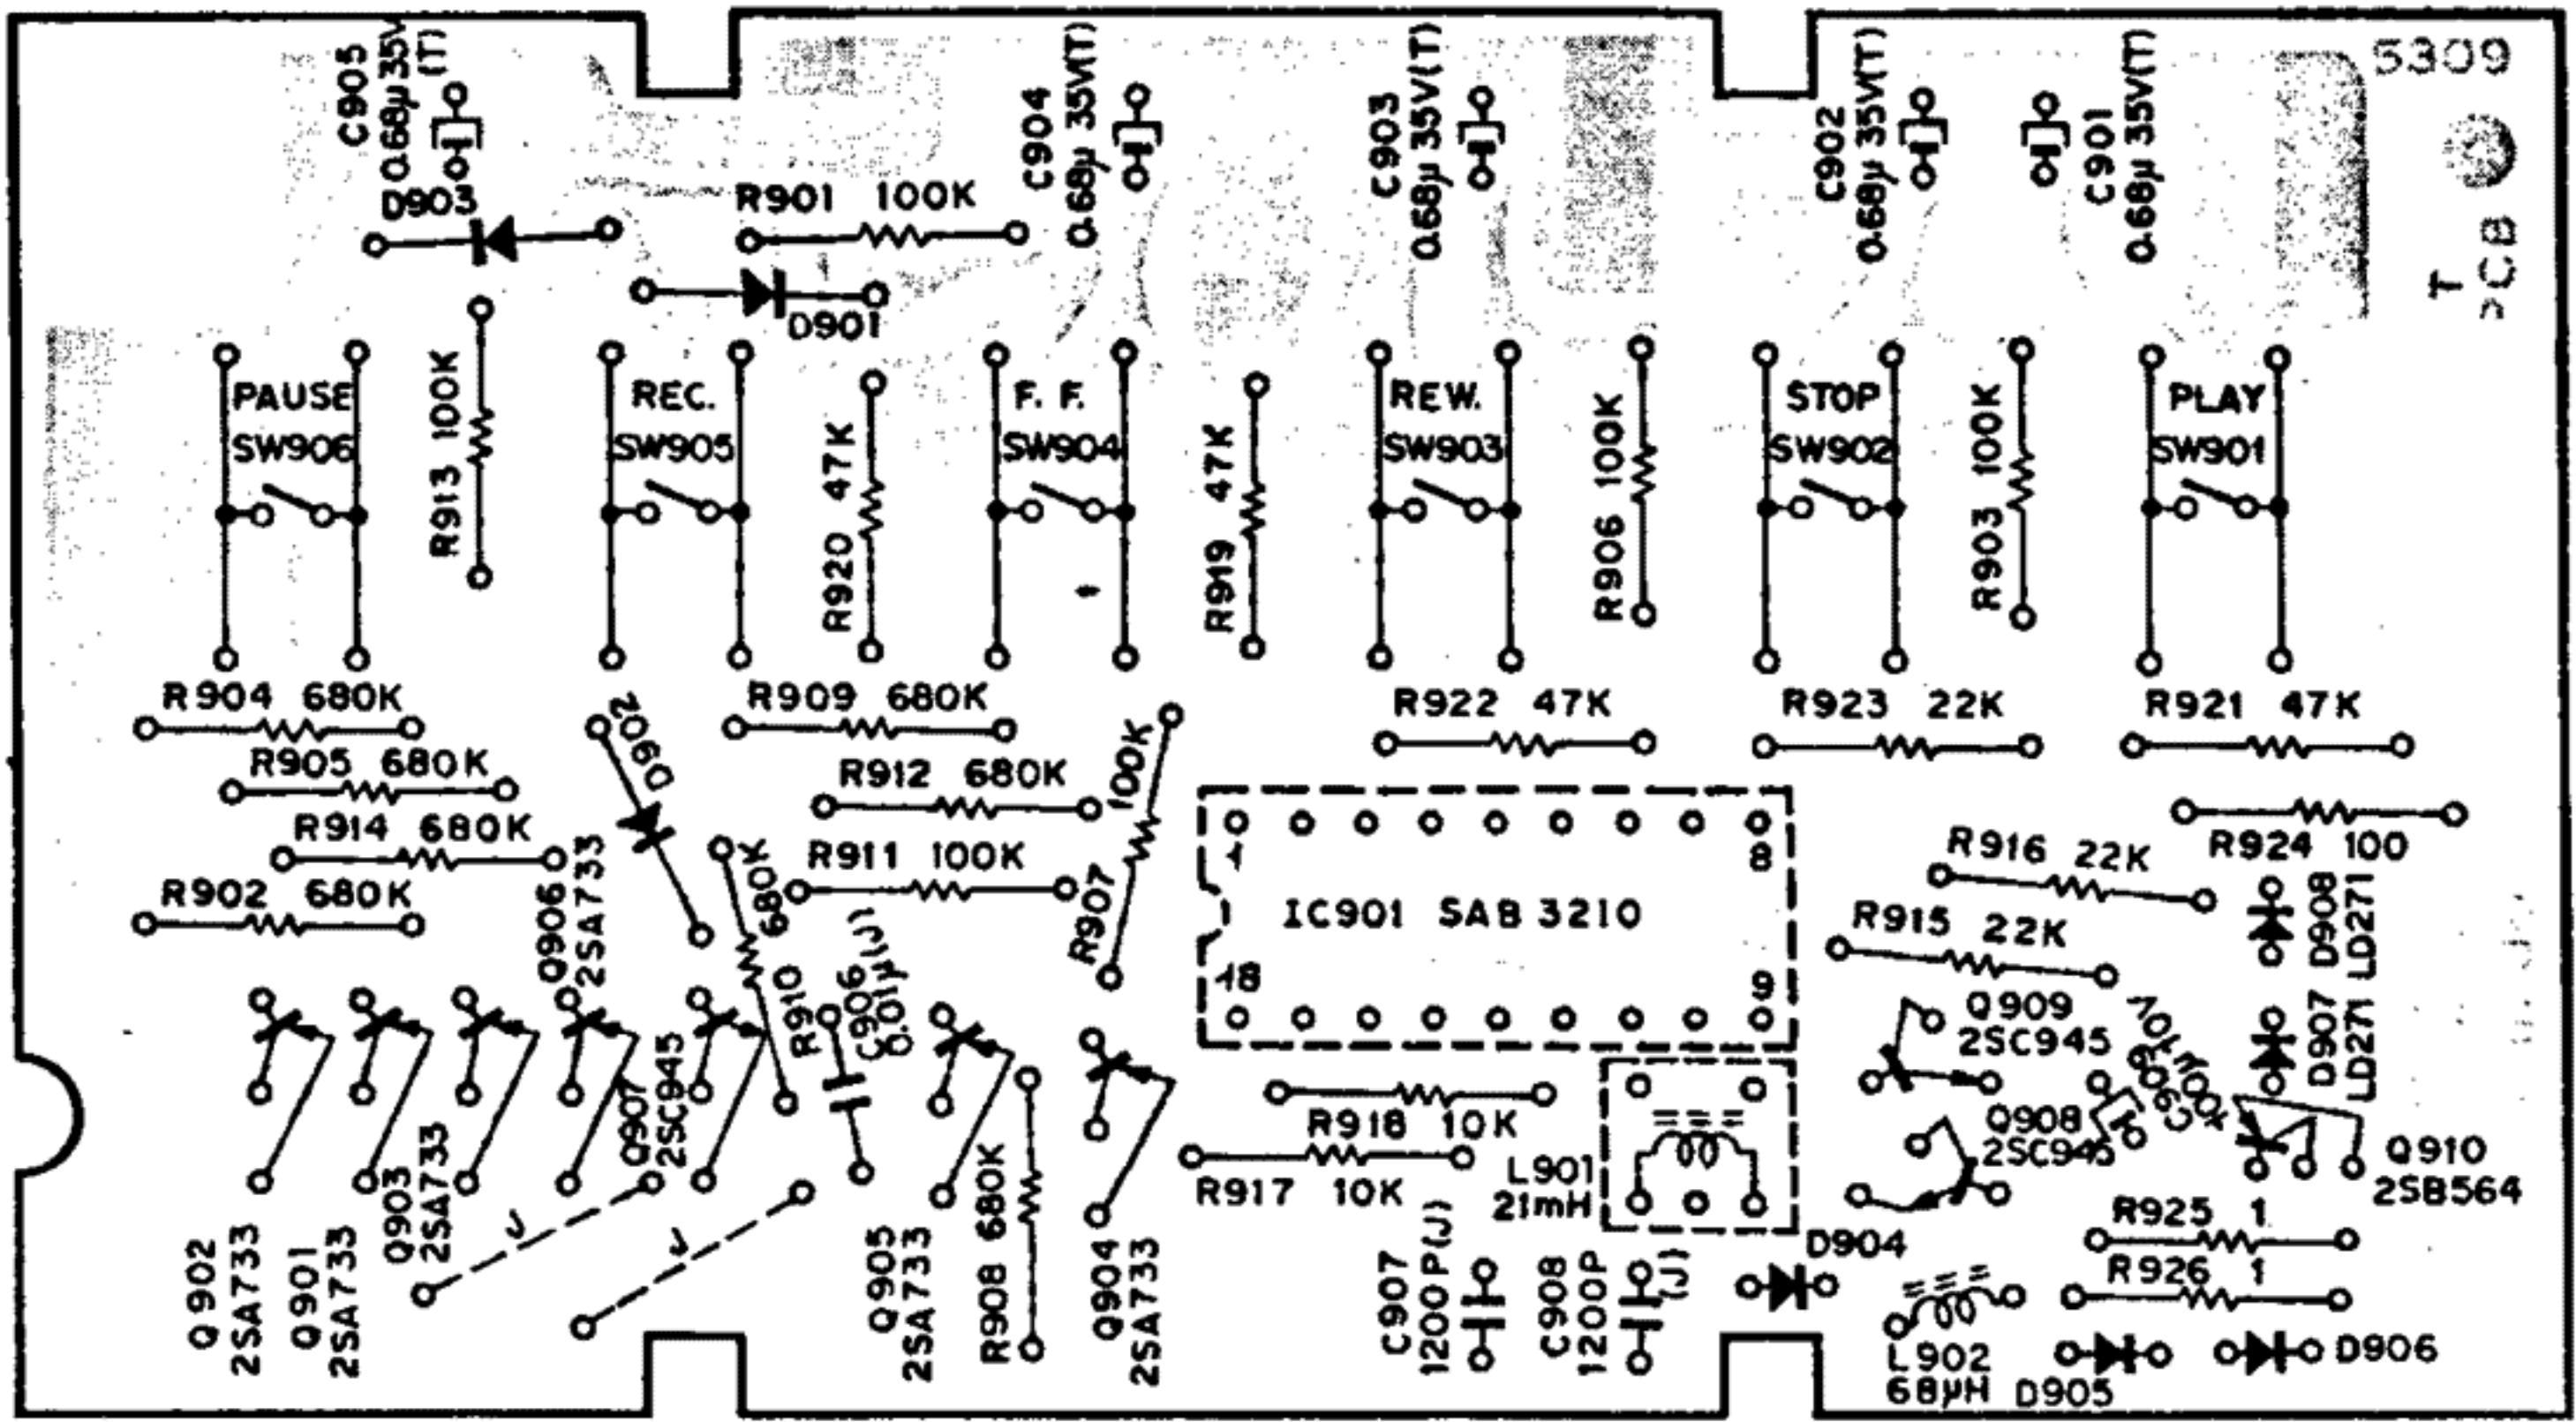 5309
C905
0.68μ 35V
(T)
C904
0.68μ 35V(T)
C903
0.68μ 35V(T)
C902
0.68μ 35V(T)
C901
0.68μ 35V(T)
T
D903
R901 100K
D901
PAUSE
SW906
R913 100K
REC.
SW905
R920 47K
F. F.
SW904
R919 47K
REW.
SW903
R906 100K
STOP
SW902
R903 100K
PLAY
SW901
R904 680K
D902
R909 680K
R922 47K
R923 22K
R921 47K
R905 680K
R912 680K
R907 100K
R914 680K
R911 100K
R902 680K
Q906
2SA733
R910 680K
C906
0.01μ(J)
1
8
IC901 SAB 3210
18
9
R924 100
R916 22K
R915 22K
D908
LD271
D907
LD271
Q909
2SC945
C909
100μ 10V
Q908
2SC945
Q907
2SC945
R918 10K
R917 10K
L901
21mH
Q910
2SB564
Q903
2SA733
J
J
Q902
2SA733
Q901
2SA733
Q905
2SA733
R908 680K
Q904
2SA733
C907
1200P(J)
C908
1200P
(J)
D904
R925 1
R926 1
L902
68μH
D905
D906